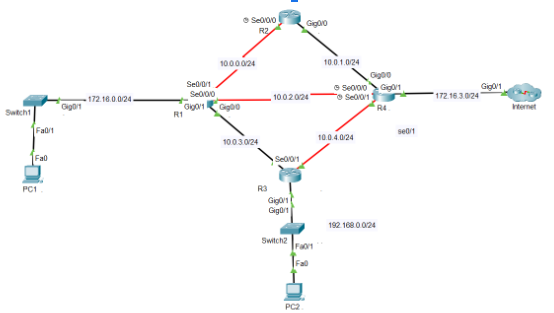 Se0/0/0
Gig0/0
R2
10.0.0.0/24
10.0.1.0/24
Se0/0/1
Se0/0/0
Gig0/1
Gig0/0
R1
10.0.2.0/24
Gig0/0
Se0/0/0
Gig0/1
Se0/0/1
R4
172.16.3.0/24
Gig0/1
Internet
172.16.0.0/24
Gig0/1
Switch1
Fa0/1
Fa0
PC1
10.0.3.0/24
10.0.4.0/24
se0/1
Se0/0/1
R3
Gig0/1
Gig0/1
192.168.0.0/24
Switch2
Fa0/1
Fa0
PC2